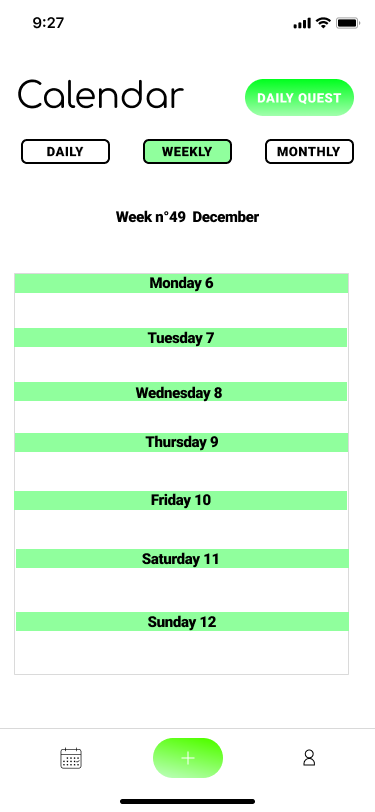 9:27
Calendar
DAILY QUEST
DAILY
WEEKLY
MONTHLY
Week n°49 December
Monday 6
Tuesday 7
Wednesday 8
Thursday 9
Friday 10
Saturday 11
Sunday 12